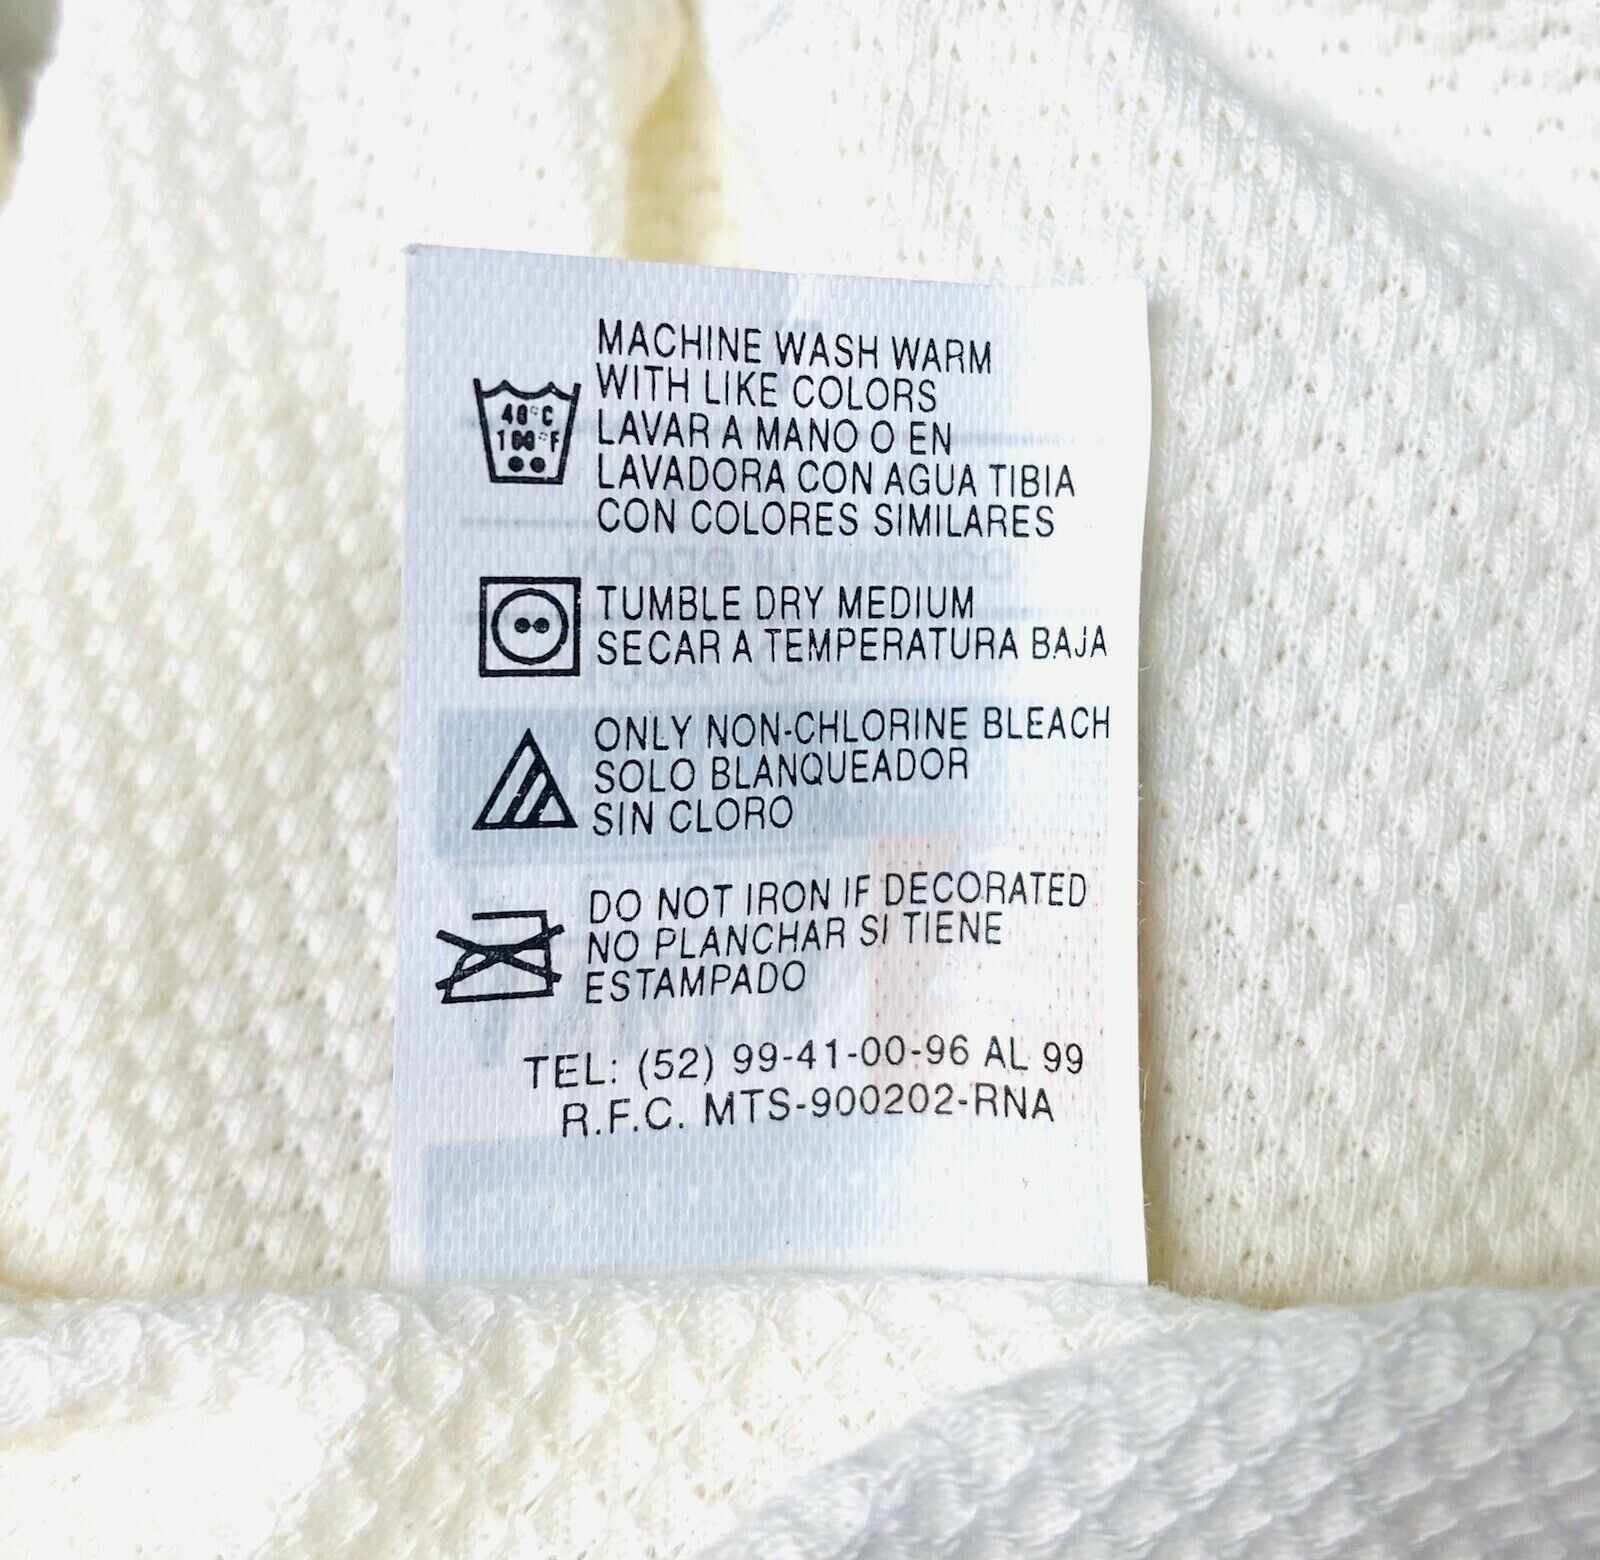 MACHINE WASH WARM
WITH LIKE COLORS
LAVAR A MANO O EN
LAVADORA CON AGUA TIBIA
CON COLORES SIMILARES
40°C
100°F
TUMBLE DRY MEDIUM
SECAR A TEMPERATURA BAJA
ONLY NON-CHLORINE BLEACH
SOLO BLANQUEADOR
SIN CLORO
DO NOT IRON IF DECORATED
NO PLANCHAR SI TIENE
ESTAMPADO
TEL: (52) 99-41-00-96 AL 99
R.F.C. MTS-900202-RNA